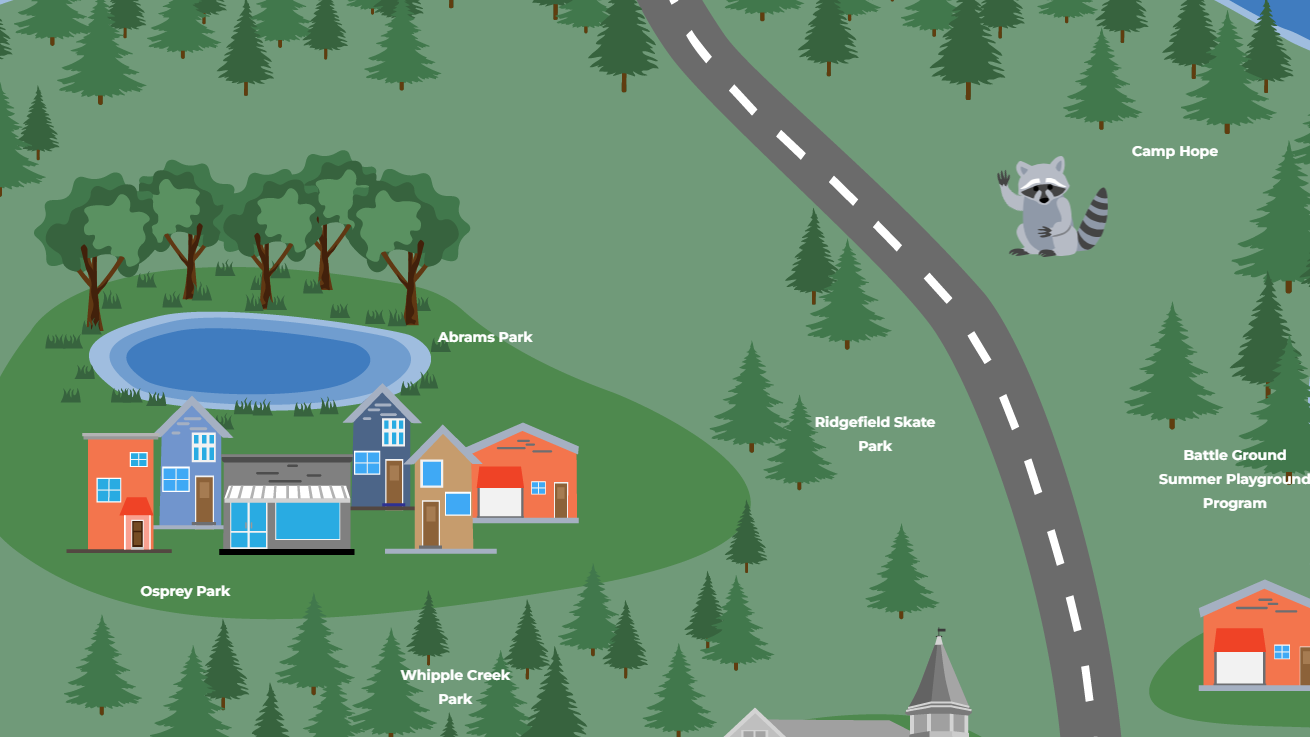 Camp Hope
Abrams Park
Ridgefield Skate
Park
Battle Ground
Summer Playground
Program
Osprey Park
Whipple Creek
Park